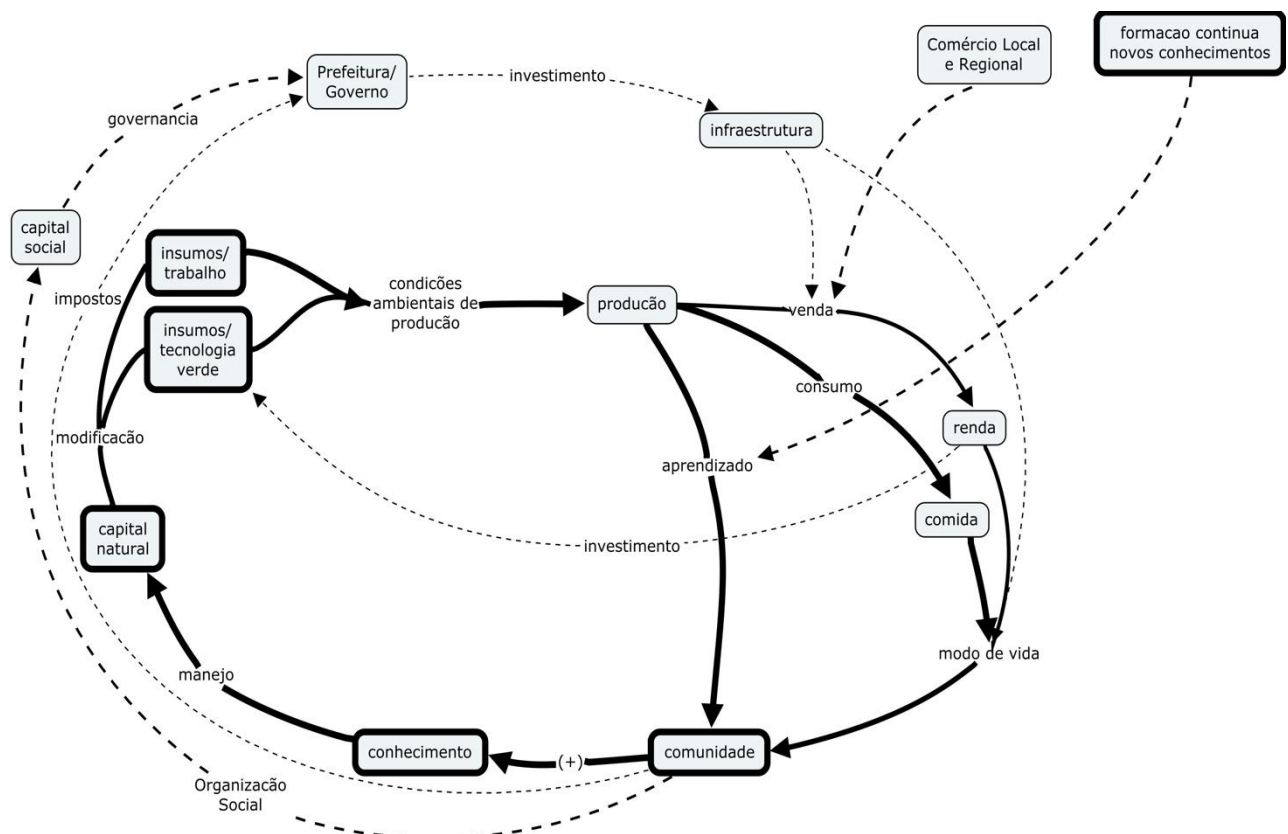 formacao continua
novos conhecimentos
Comércio Local
e Regional
Prefeitura/
Governo
investimento
governancia
infraestrutura
capital
social
insumos/
trabalho
impostos
condicões
ambientais de
producão
producão
venda
insumos/
tecnologia
verde
consumo
modificacão
renda
aprendizado
comida
capital
natural
investimento
modo de vida
manejo
conhecimento
(+)
comunidade
Organizacão
Social